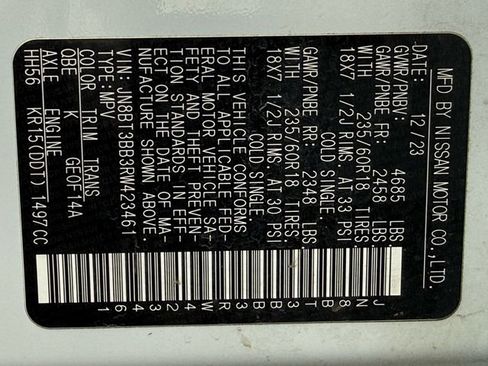 MFD BY NISSAN MOTOR CO.,LTD.
DATE: 12/23
GVWR/PNBV: 4685 LBS
GAWR/PNBE FR: 2458 LBS
WITH 235/60R18 TIRES
18X7 1/2J RIMS, AT 33 PSI
COLD SINGLE
GAWR/PNBE RR: 2348 LBS
WITH 235/60R18 TIRES
18X7 1/2J RIMS, AT 30 PSI
COLD SINGLE
THIS VEHICLE CONFORMS
TO ALL APPLICABLE FED-
ERAL MOTOR VEHICLE SA-
FETY AND THEFT PREVEN-
TION STANDARDS IN EFF-
ECT ON THE DATE OF MA-
NUFACTURE SHOWN ABOVE.
VIN: JN8BT3BB3RW423461
TYPE: MPV
COLOR TRIM TRANS
QBE K GE0F14A
AXLE ENGINE
HH56 KR15(DDT) 1497CC
JN8BT3BB3RW423461